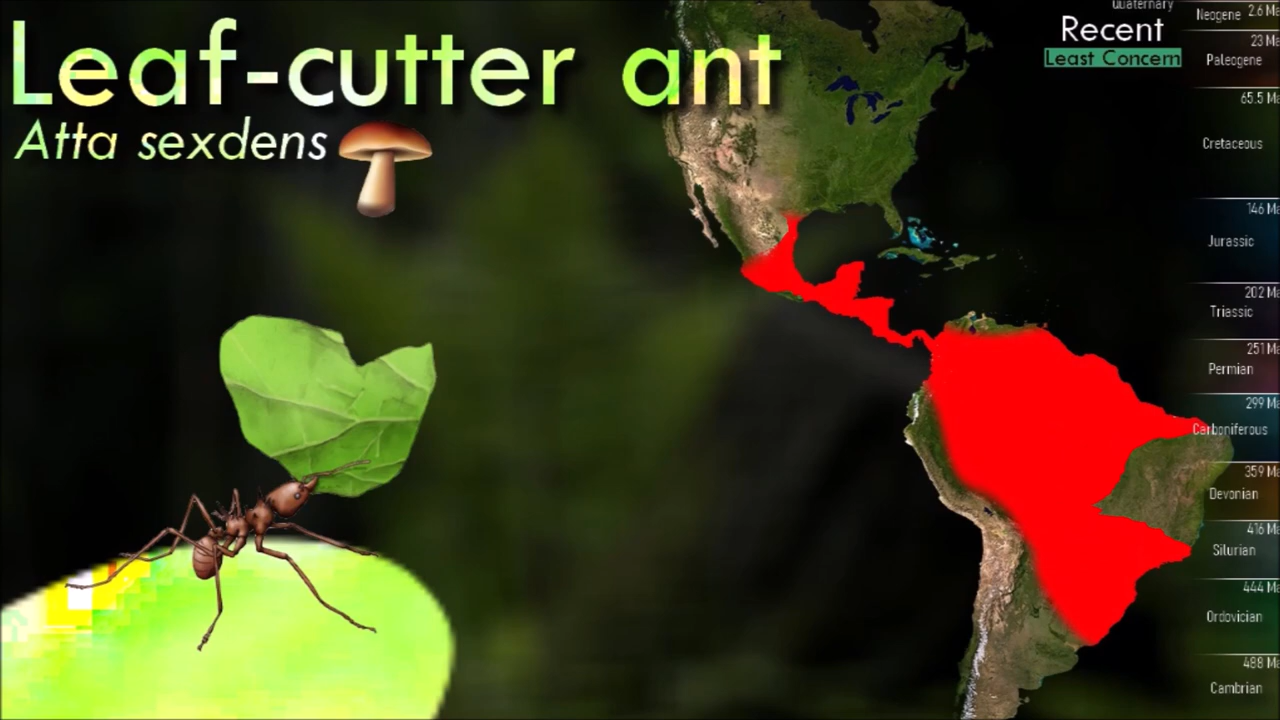 Leaf-cutter ant
Atta sexdens
Recent
Least Concern
quaternary
Neogene 2.6 Ma
23 Ma
Paleogene
65.5 Ma
Cretaceous
146 Ma
Jurassic
202 Ma
Triassic
251 Ma
Permian
299 Ma
Carboniferous
359 Ma
Devonian
416 Ma
Silurian
444 Ma
Ordovician
488 Ma
Cambrian